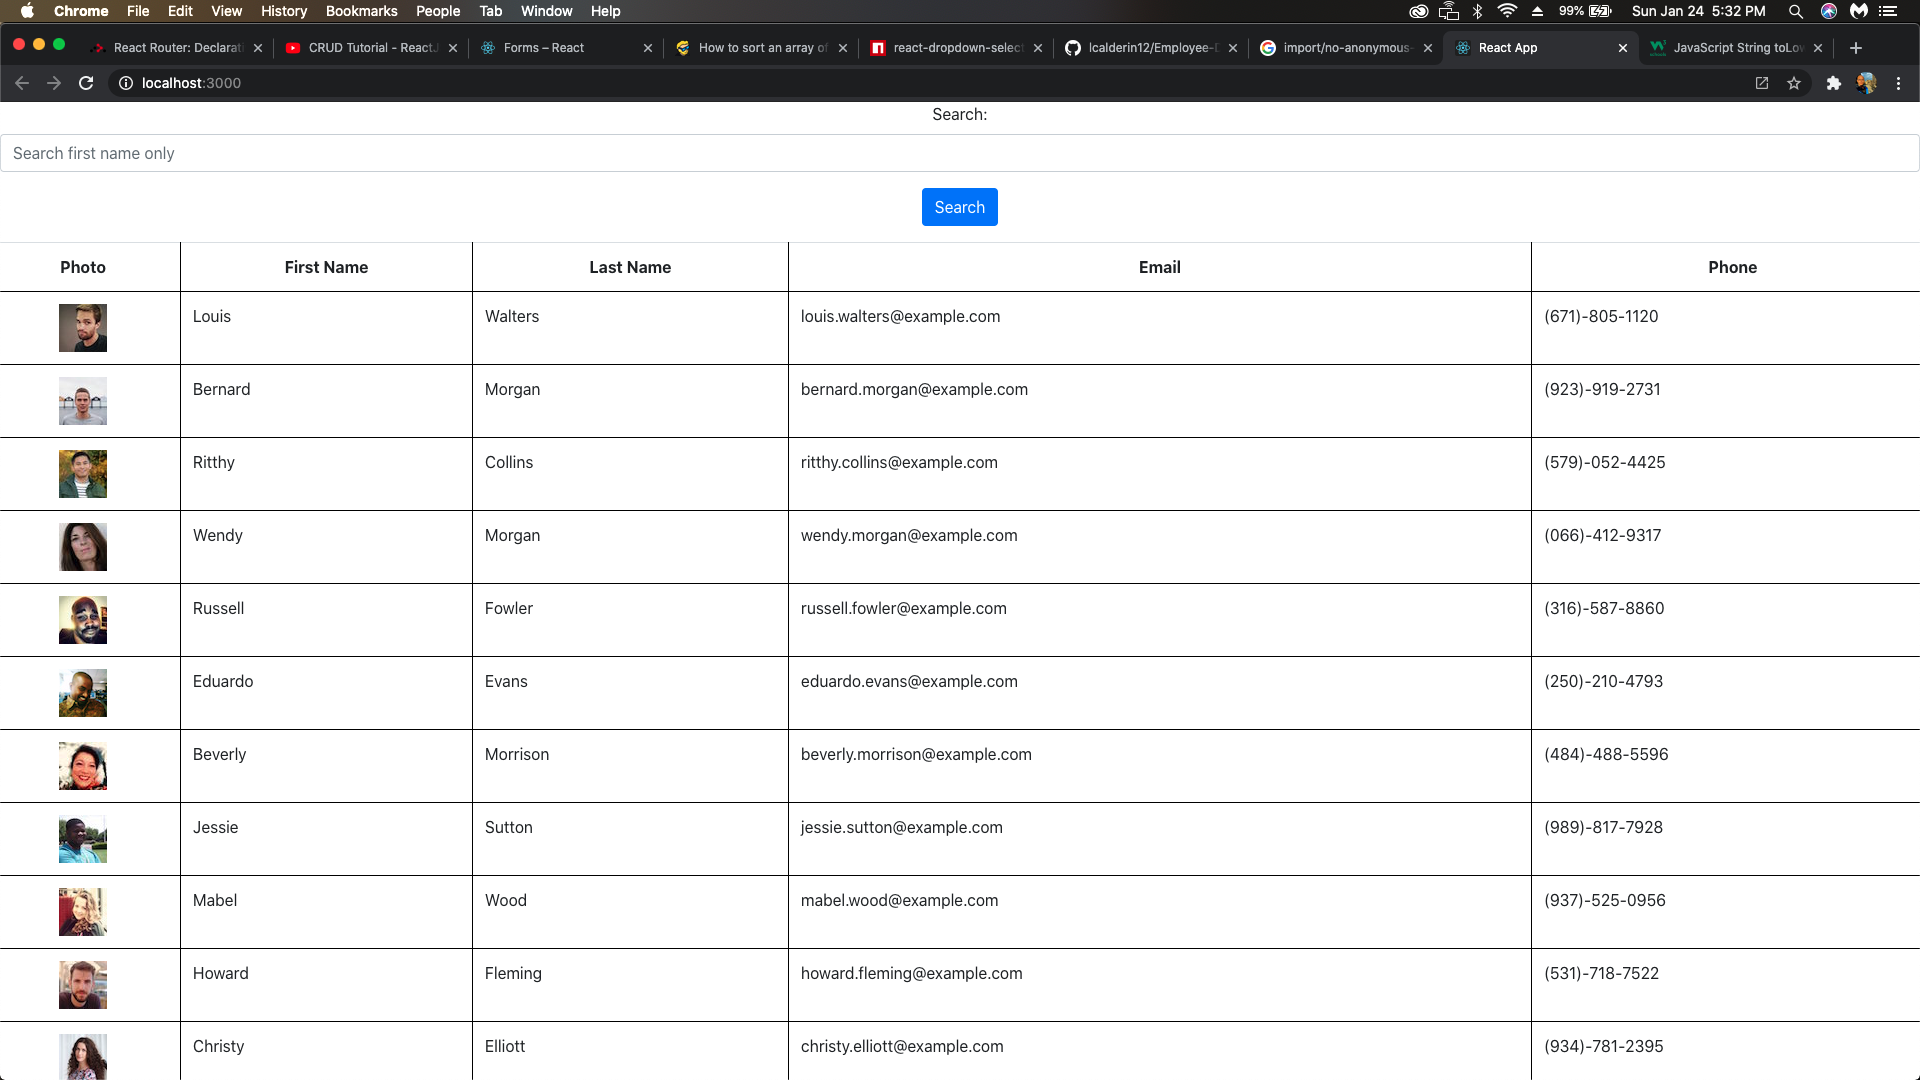 Chrome File Edit View History Bookmarks People Tab Window Help 99% Sun Jan 24 5:32 PM
React Router: Declarati CRUD Tutorial - ReactJ Forms – React How to sort an array of react-dropdown-select lcalderin12/Employee-D import/no-anonymous- React App JavaScript String toLow
localhost:3000
Search:
Search first name only
Search
Photo First Name Last Name Email Phone
Louis Walters louis.walters@example.com (671)-805-1120
Bernard Morgan bernard.morgan@example.com (923)-919-2731
Ritthy Collins ritthy.collins@example.com (579)-052-4425
Wendy Morgan wendy.morgan@example.com (066)-412-9317
Russell Fowler russell.fowler@example.com (316)-587-8860
Eduardo Evans eduardo.evans@example.com (250)-210-4793
Beverly Morrison beverly.morrison@example.com (484)-488-5596
Jessie Sutton jessie.sutton@example.com (989)-817-7928
Mabel Wood mabel.wood@example.com (937)-525-0956
Howard Fleming howard.fleming@example.com (531)-718-7522
Christy Elliott christy.elliott@example.com (934)-781-2395